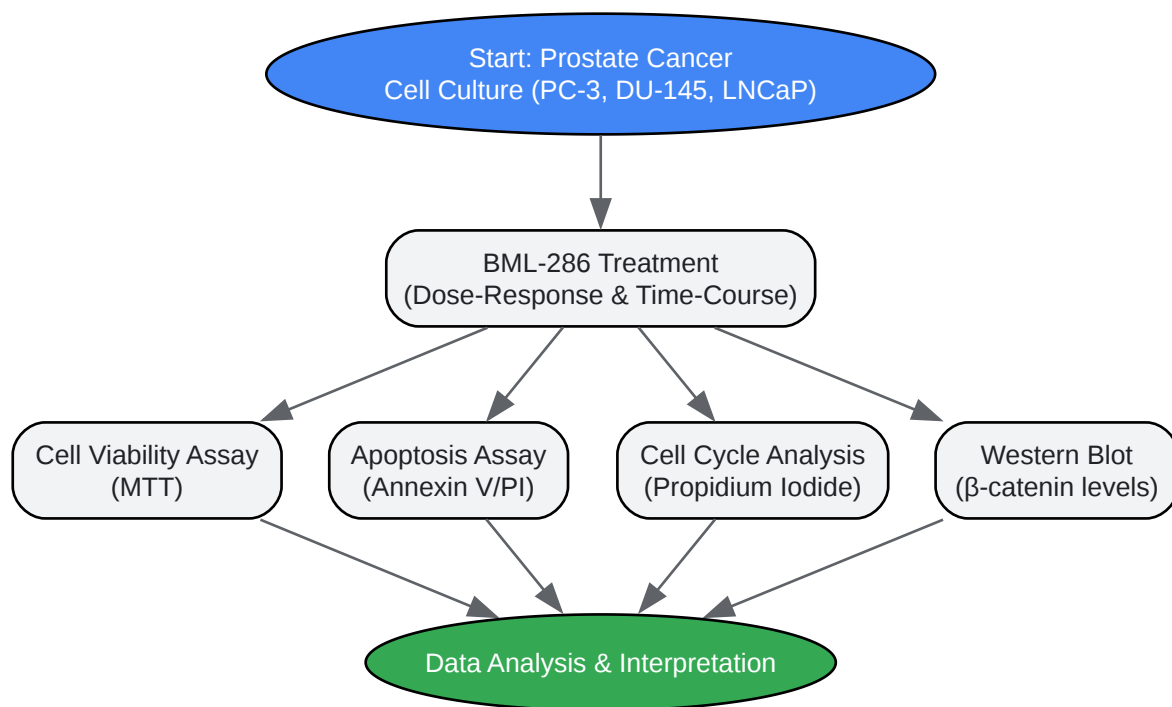 Start: Prostate Cancer
Cell Culture (PC-3, DU-145, LNCaP)
BML-286 Treatment
(Dose-Response & Time-Course)
Cell Viability Assay
(MTT)
Apoptosis Assay
(Annexin V/PI)
Cell Cycle Analysis
(Propidium Iodide)
Western Blot
(β-catenin levels)
Data Analysis & Interpretation